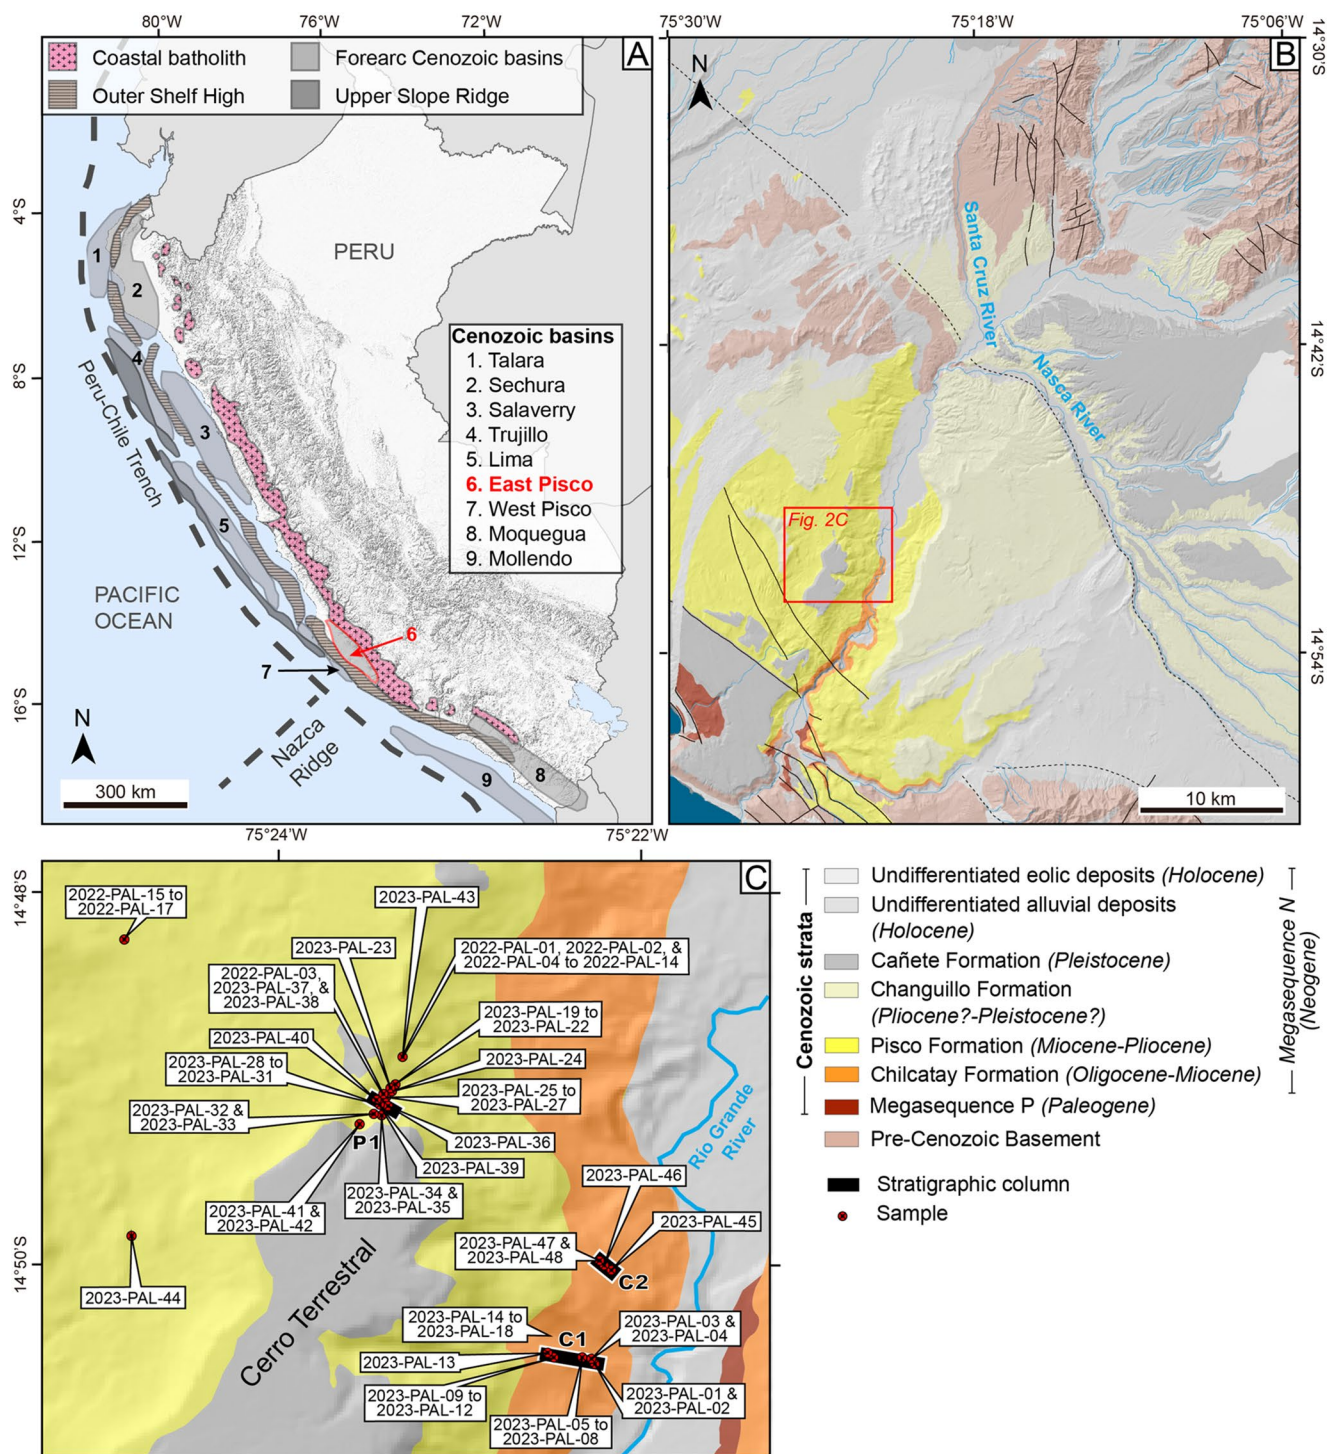 80°W
76°W
72°W
A
Coastal batholith
Forearc Cenozoic basins
Outer Shelf High
Upper Slope Ridge
4°S
8°S
12°S
16°S
PERU
1
2
4
3
5
6
7
9
8
Peru-Chile Trench
Cenozoic basins
1. Talara
2. Sechura
3. Salaverry
4. Trujillo
5. Lima
6. East Pisco
7. West Pisco
8. Moquegua
9. Mollendo
PACIFIC
OCEAN
Nazca
Ridge
N
300 km
75°30'W
75°18'W
75°06'W
B
N
14°30'S
14°42'S
14°54'S
Santa Cruz River
Nasca River
Fig. 2C
10 km
75°24'W
75°22'W
C
14°48'S
14°50'S
2022-PAL-15 to
2022-PAL-17
2023-PAL-43
2023-PAL-23
2022-PAL-01, 2022-PAL-02, &
2022-PAL-04 to 2022-PAL-14
2022-PAL-03,
2023-PAL-37, &
2023-PAL-38
2023-PAL-19 to
2023-PAL-22
2023-PAL-40
2023-PAL-24
2023-PAL-28 to
2023-PAL-31
2023-PAL-25 to
2023-PAL-27
2023-PAL-32 &
2023-PAL-33
P1
2023-PAL-36
2023-PAL-39
2023-PAL-34 &
2023-PAL-35
2023-PAL-41 &
2023-PAL-42
2023-PAL-46
2023-PAL-45
2023-PAL-47 &
2023-PAL-48
C2
2023-PAL-44
Cerro Terrestral
Río Grande
River
2023-PAL-14 to
2023-PAL-18
C1
2023-PAL-03 &
2023-PAL-04
2023-PAL-13
2023-PAL-09 to
2023-PAL-12
2023-PAL-01 &
2023-PAL-02
2023-PAL-05 to
2023-PAL-08
Cenozoic strata
Undifferentiated eolic deposits (Holocene)
Undifferentiated alluvial deposits
(Holocene)
Cañete Formation (Pleistocene)
Changuillo Formation
(Pliocene?-Pleistocene?)
Pisco Formation (Miocene-Pliocene)
Chilcatay Formation (Oligocene-Miocene)
Megasequence P (Paleogene)
Pre-Cenozoic Basement
Stratigraphic column
Sample
Megasequence N
(Neogene)